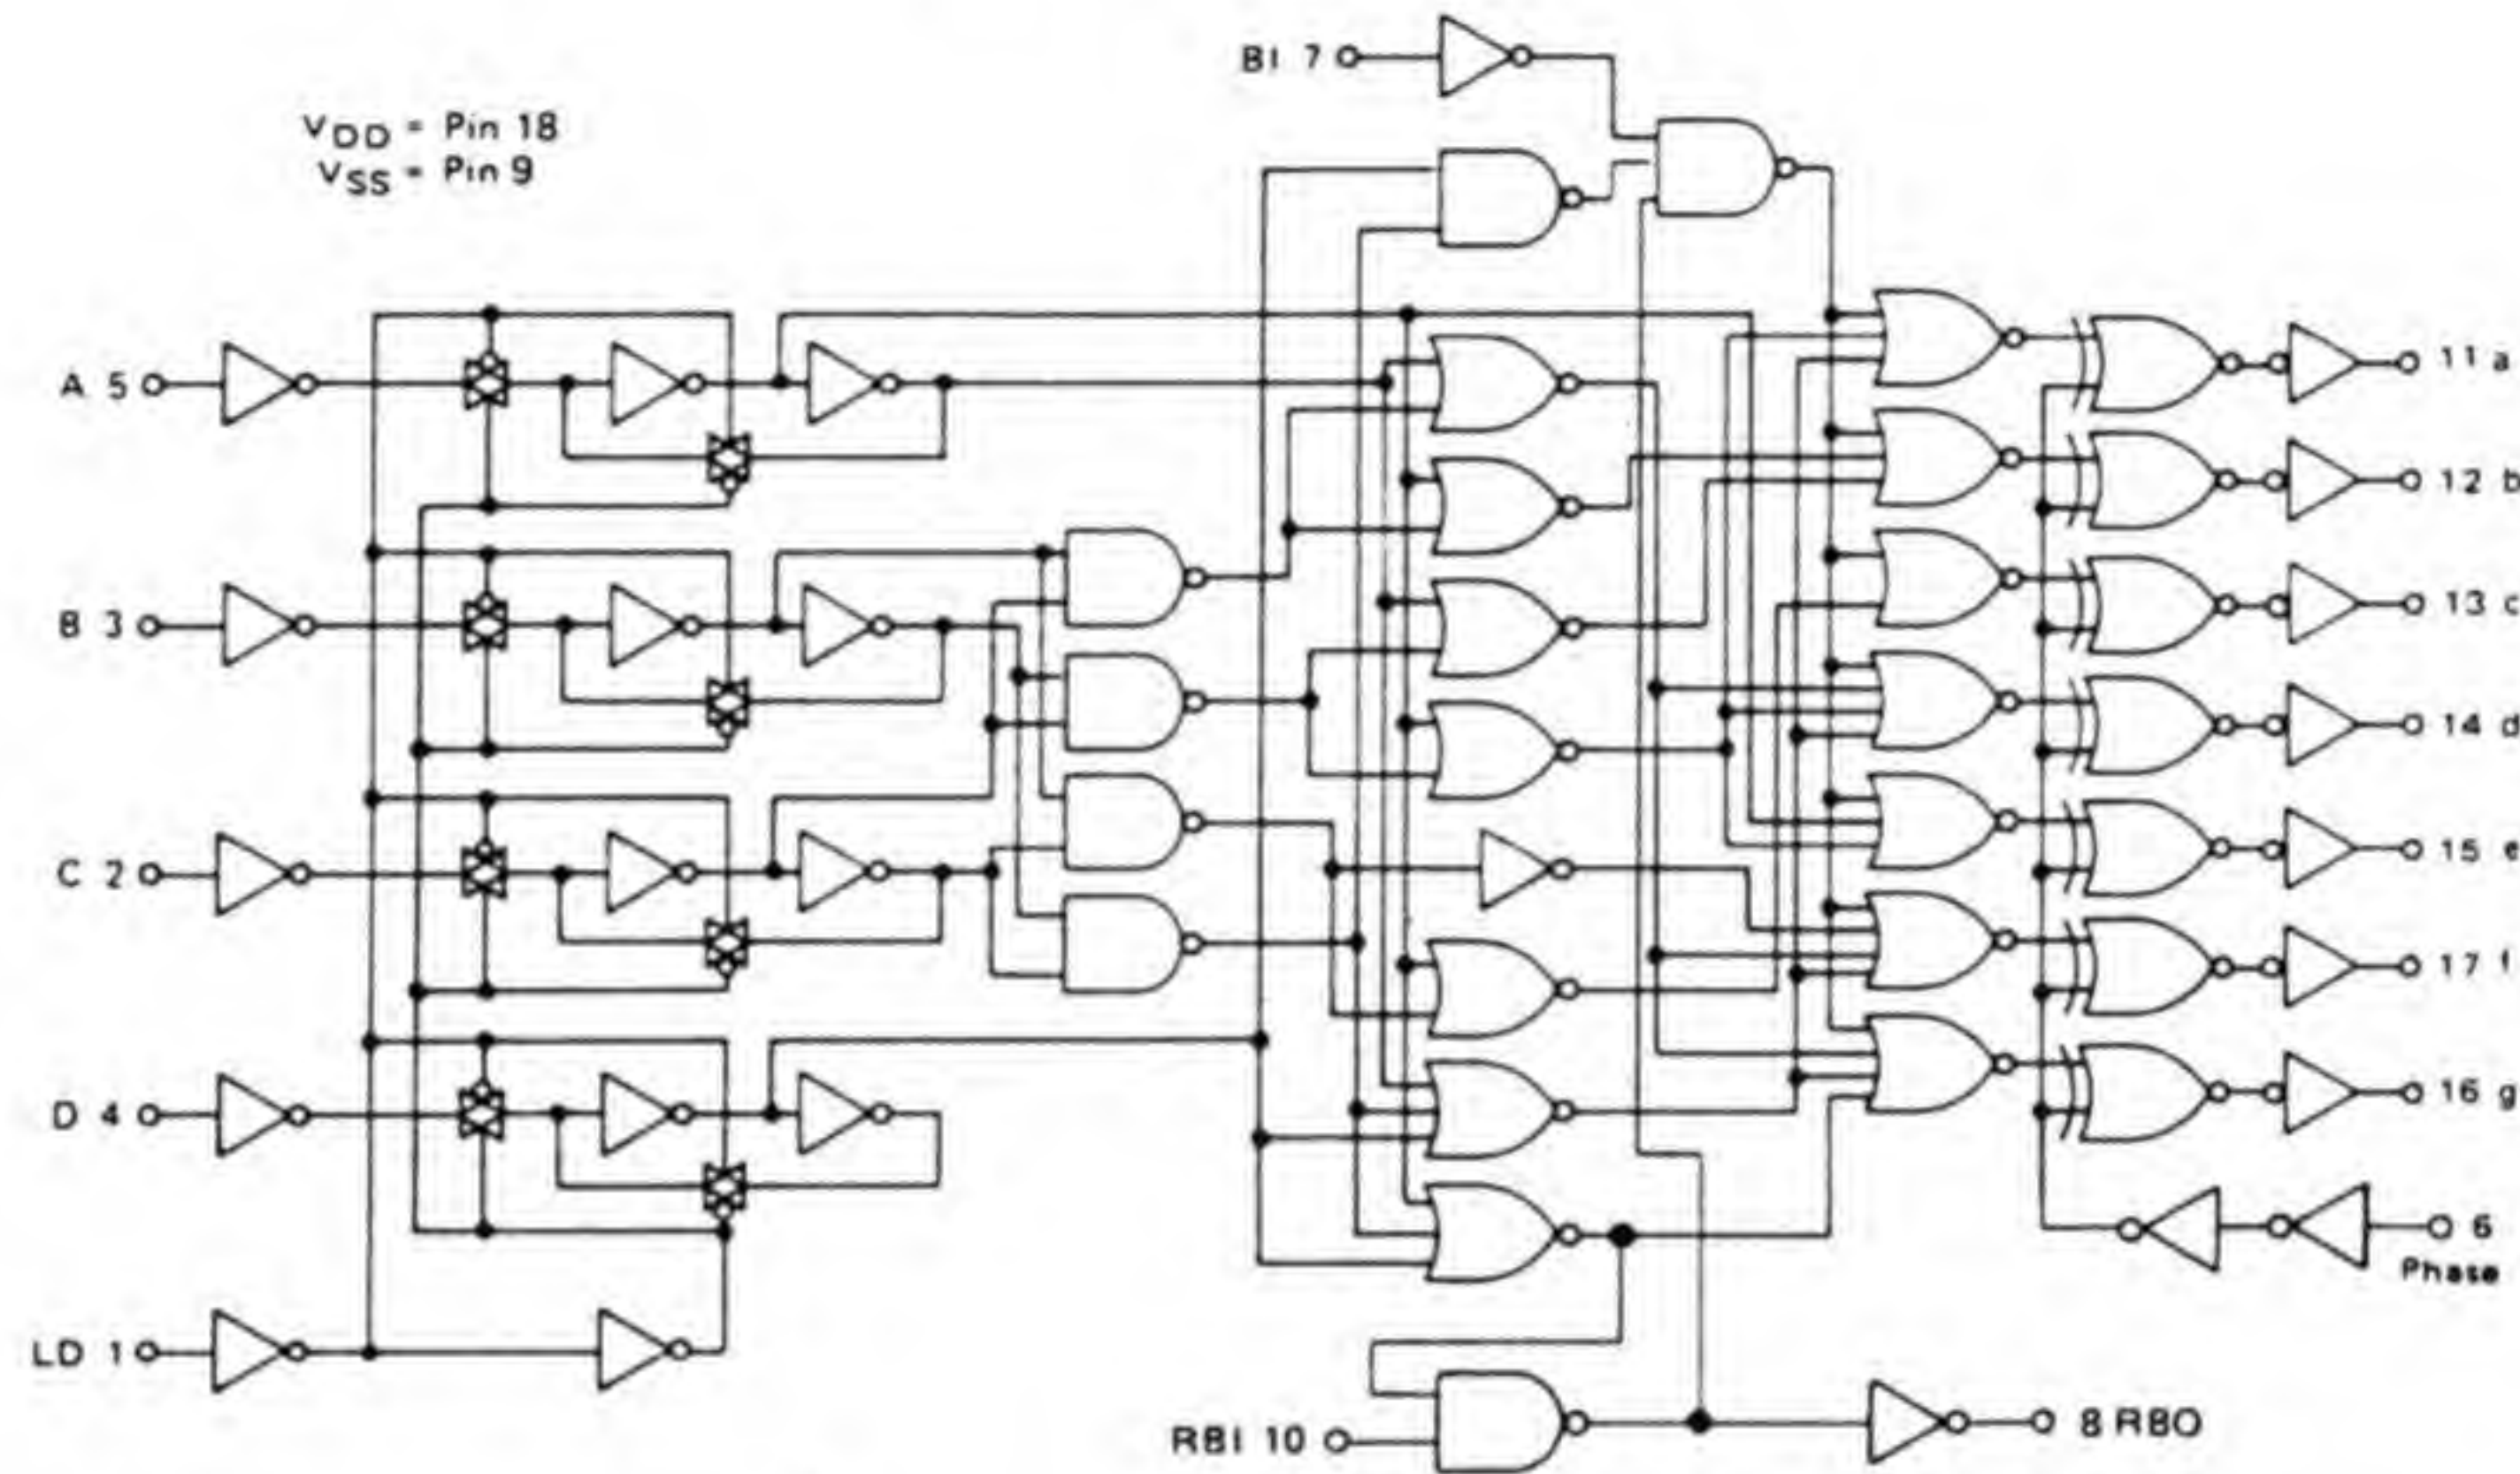 BI 7
VDD = Pin 18
VSS = Pin 9
A 5
11 a
12 b
B 3
13 c
14 d
C 2
15 e
17 f
D 4
16 g
6
Phase
LD 1
RBI 10
8 RBO